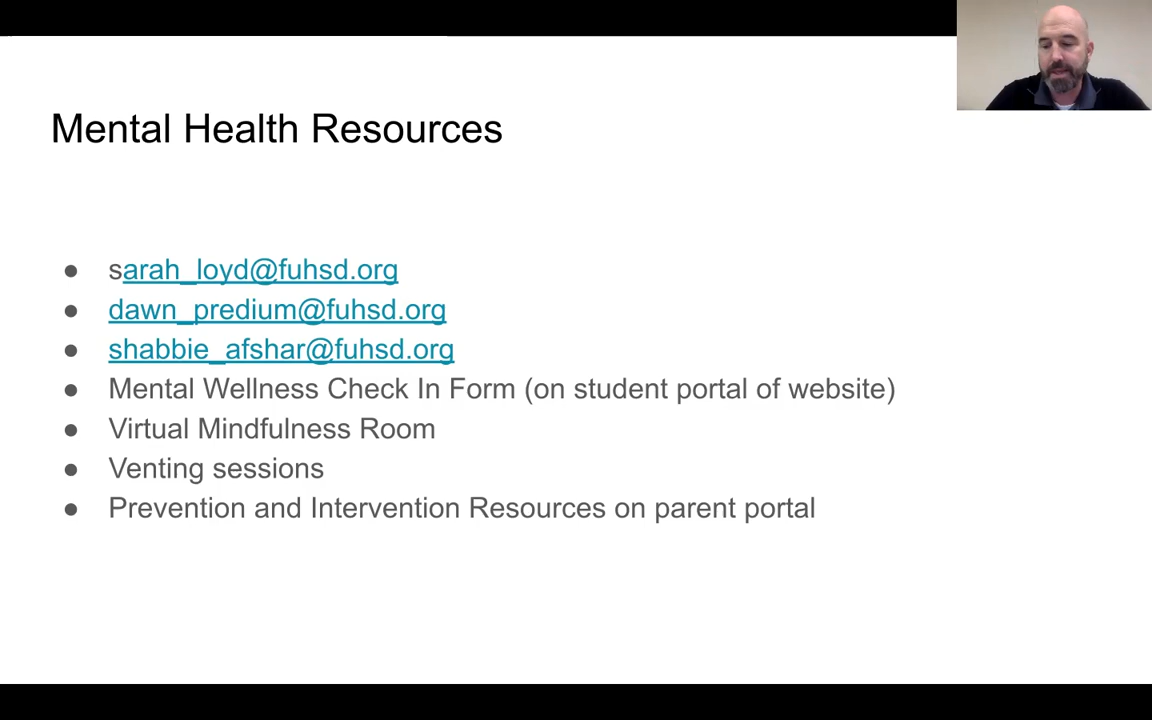 Mental Health Resources
● sarah_loyd@fuhsd.org
● dawn_predium@fuhsd.org
● shabbie_afshar@fuhsd.org
● Mental Wellness Check In Form (on student portal of website)
● Virtual Mindfulness Room
● Venting sessions
● Prevention and Intervention Resources on parent portal